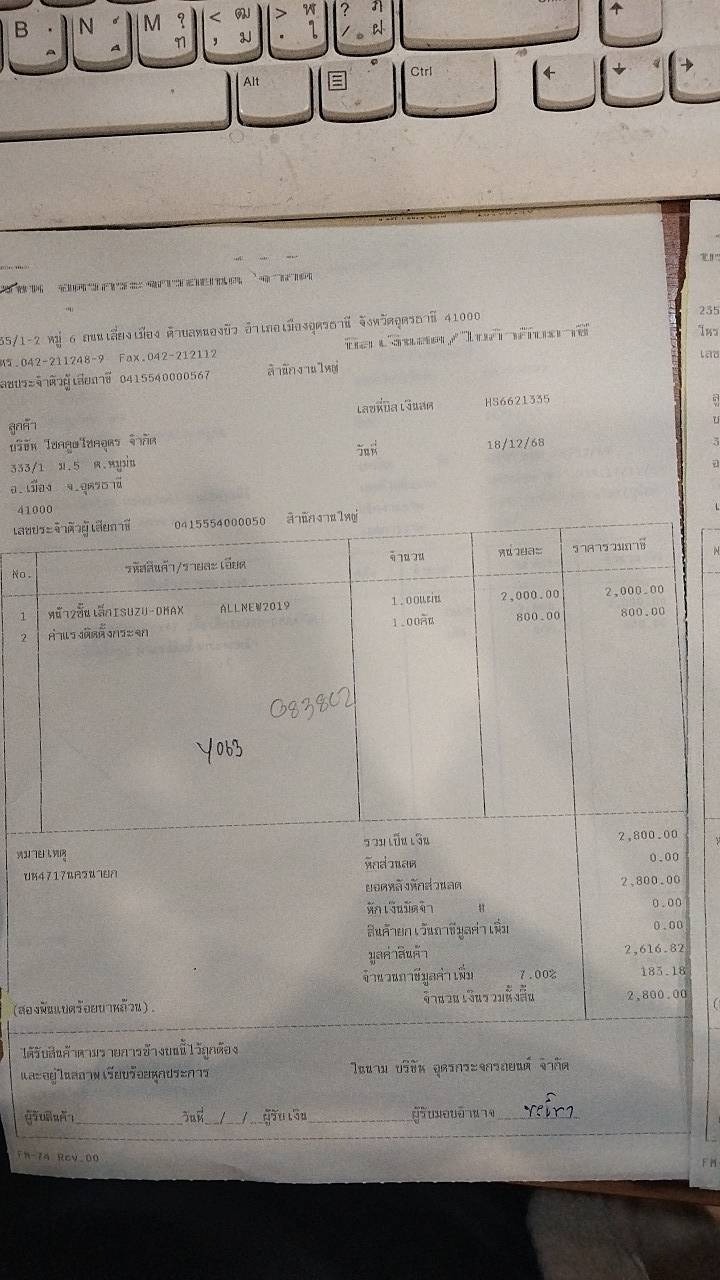 B N M ? ท < , ฒ ม > . ฬ ใ ? / ฦ ฝ
Alt Ctrl
35/1-2 หมู่ 6 ถนนเลี่ยงเมือง ตำบลหนองบัว อำเภอเมืองอุดรธานี จังหวัดอุดรธานี 41000
โทร.042-211248-9 Fax.042-212112
บิลเงินสด/ใบกำกับภาษี
เลขประจำตัวผู้เสียภาษี 0415540000567 สำนักงานใหญ่
เลขที่บิลเงินสด HS6621335
ลูกค้า
บริษัท โชคคูณโชคอุดร จำกัด
วันที่ 18/12/68
333/1 ม.5 ต.หมูม่น
อ.เมือง จ.อุดรธานี
41000
เลขประจำตัวผู้เสียภาษี 0415554000050 สำนักงานใหญ่
No. รหัสสินค้า/รายละเอียด จำนวน หน่วยละ ราคารวมภาษี
1 หน้า2ชั้นเล็กISUZU-DMAX ALLNEW2019 1.00แผ่น 2,000.00 2,000.00
2 ค่าแรงติดตั้งกระจก 1.00คัน 800.00 800.00
083802
Y063
หมายเหตุ
บห4717นครนายก
รวมเป็นเงิน 2,800.00
หักส่วนลด 0.00
ยอดหลังหักส่วนลด 2,800.00
หักเงินมัดจำ # 0.00
สินค้ายกเว้นภาษีมูลค่าเพิ่ม 0.00
มูลค่าสินค้า 2,616.82
จำนวนภาษีมูลค่าเพิ่ม 7.00% 183.18
(สองพันแปดร้อยบาทถ้วน). จำนวนเงินรวมทั้งสิ้น 2,800.00
ได้รับสินค้าตามรายการข้างบนนี้ไว้ถูกต้อง
และอยู่ในสภาพเรียบร้อยทุกประการ
ในนาม บริษัท อุดรกระจกรถยนต์ จำกัด
ผู้รับสินค้า วันที่ / / ผู้รับเงิน ผู้รับมอบอำนาจ
FM-74 Rev.00